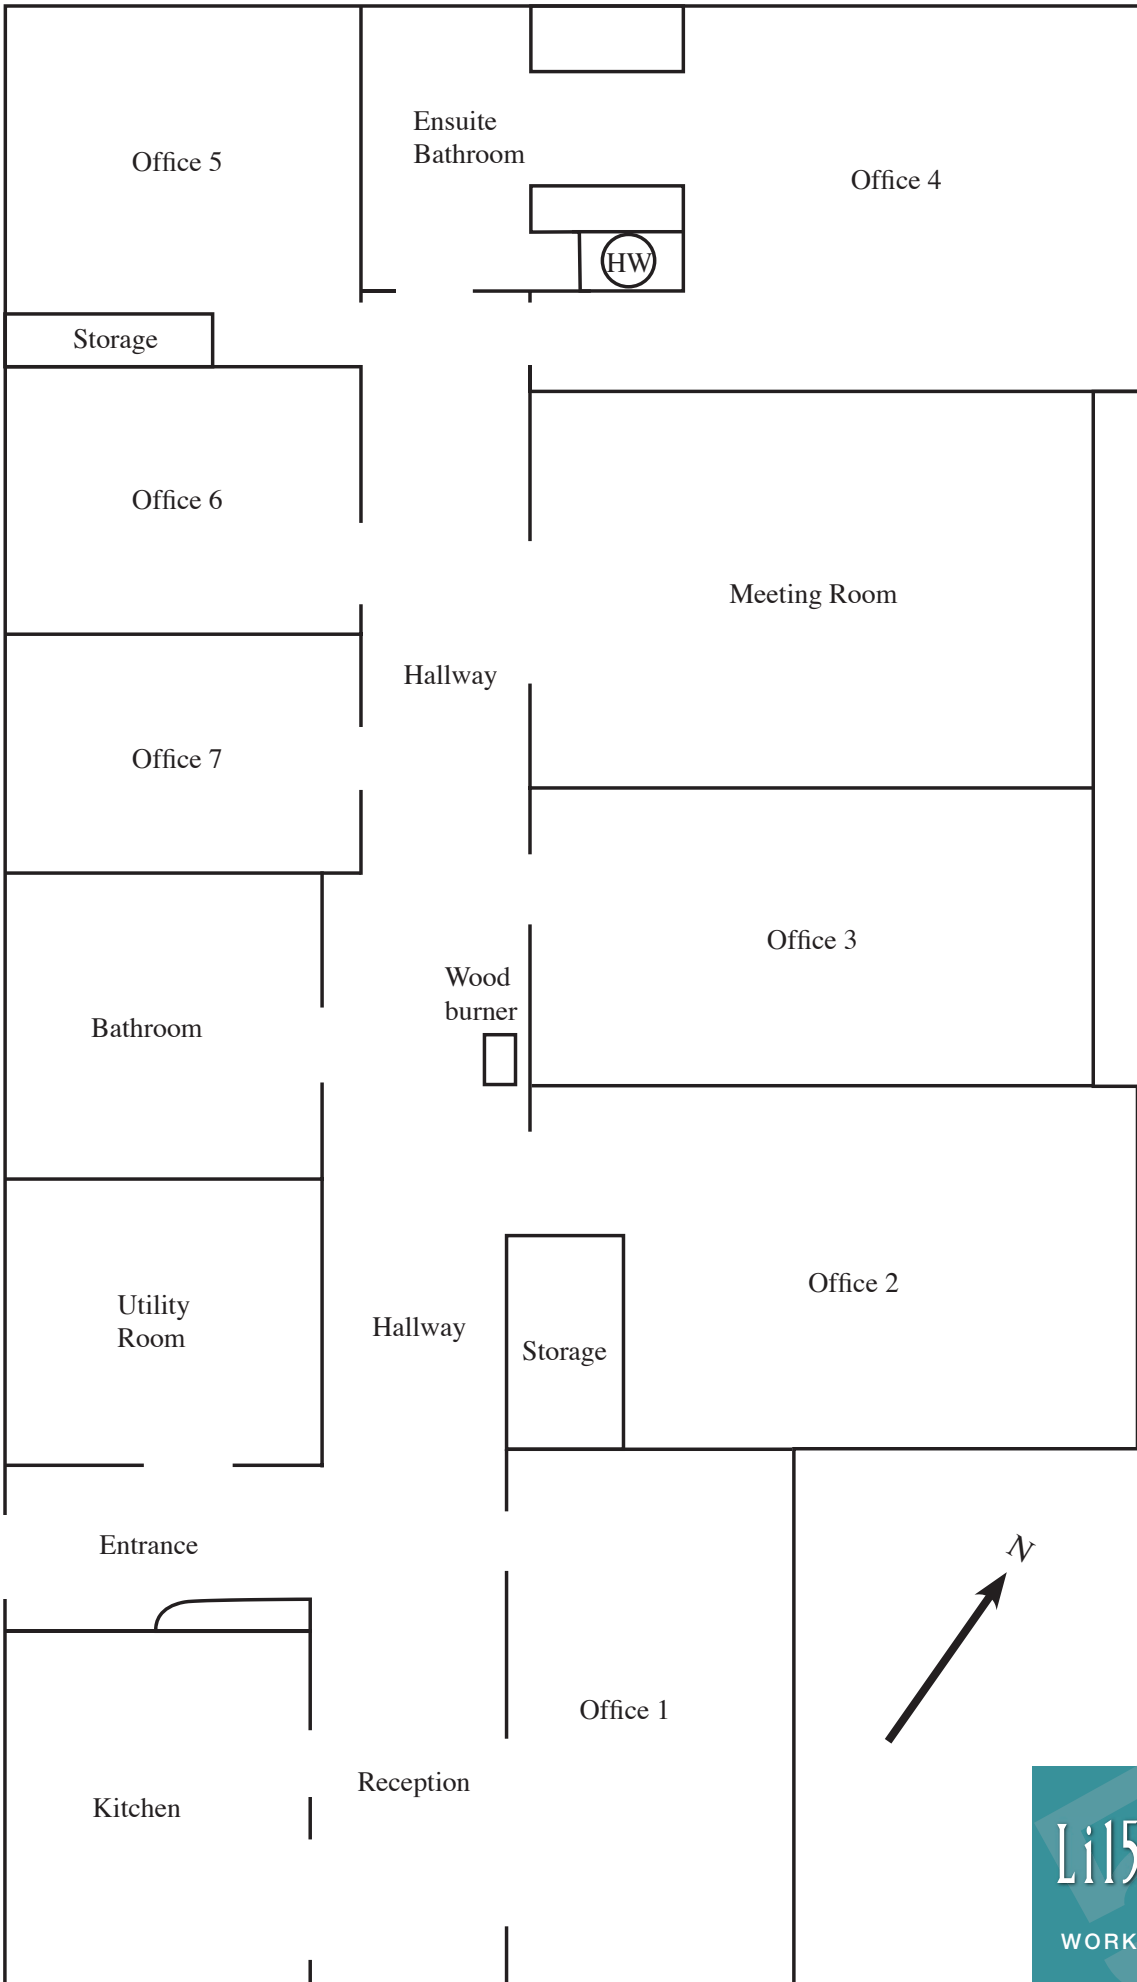 Ensuite
Bathroom
Office 5
Office 4
HW
Storage
Office 6
Meeting Room
Hallway
Office 7
Office 3
Wood
burner
Bathroom
Office 2
Utility
Room
Hallway
Storage
Entrance
N
Office 1
Reception
Kitchen
Lil5
WORK